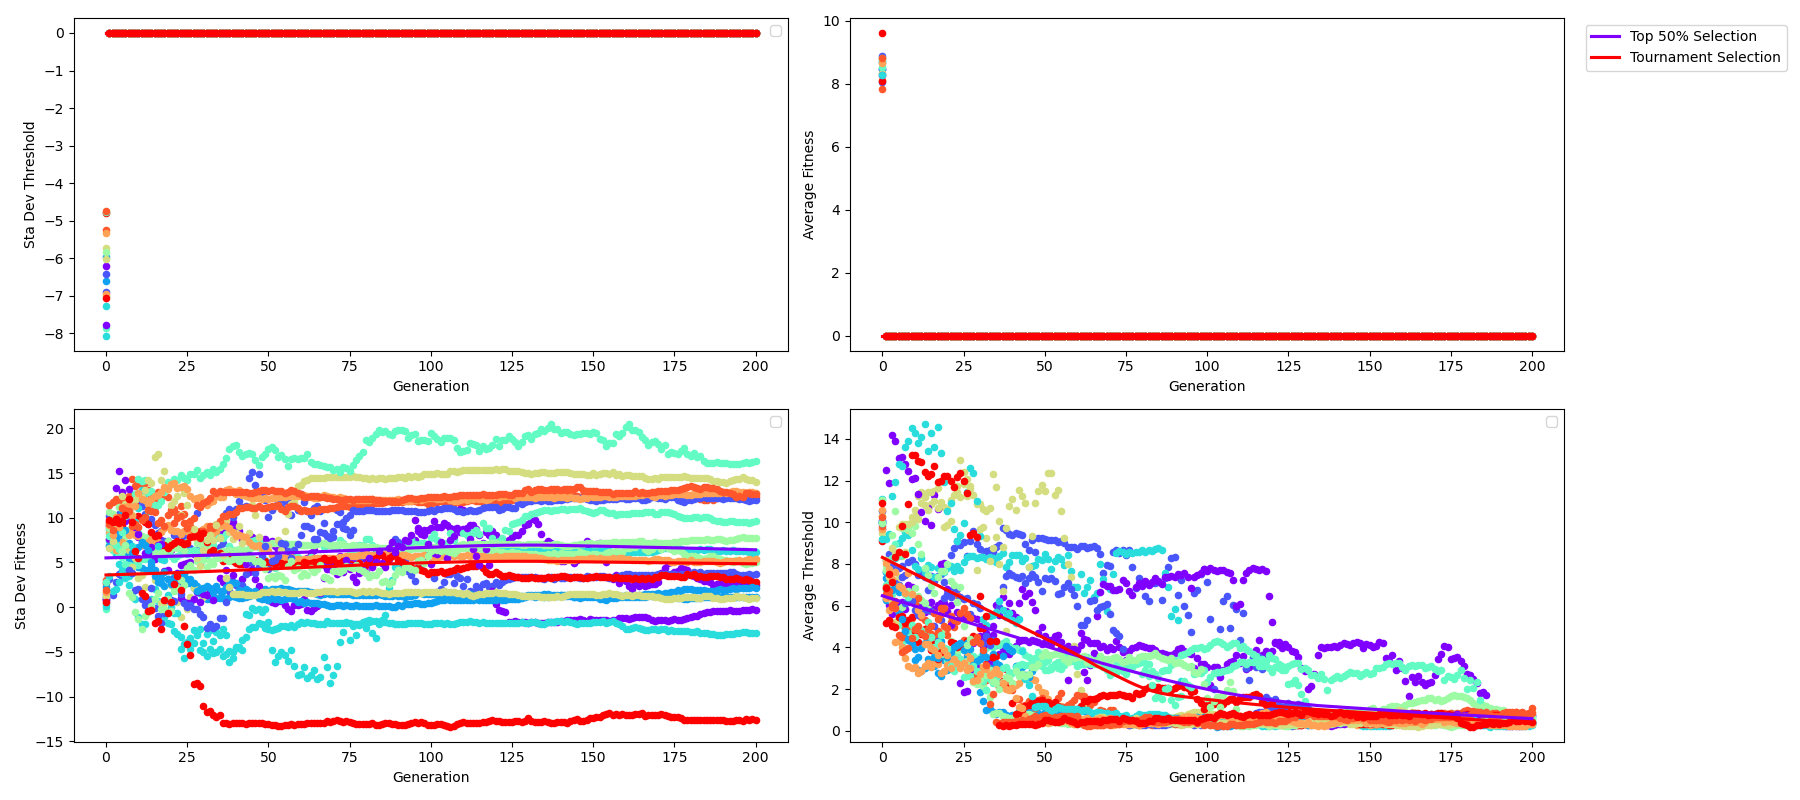 0
−1
−2
−3
−4
−5
−6
−7
−8
Sta Dev Threshold
0 25 50 75 100 125 150 175 200
Generation
10
8
6
4
2
0
Average Fitness
0 25 50 75 100 125 150 175 200
Generation
Top 50% Selection
Tournament Selection
20
15
10
5
0
−5
−10
−15
Sta Dev Fitness
0 25 50 75 100 125 150 175 200
Generation
14
12
10
8
6
4
2
0
Average Threshold
0 25 50 75 100 125 150 175 200
Generation